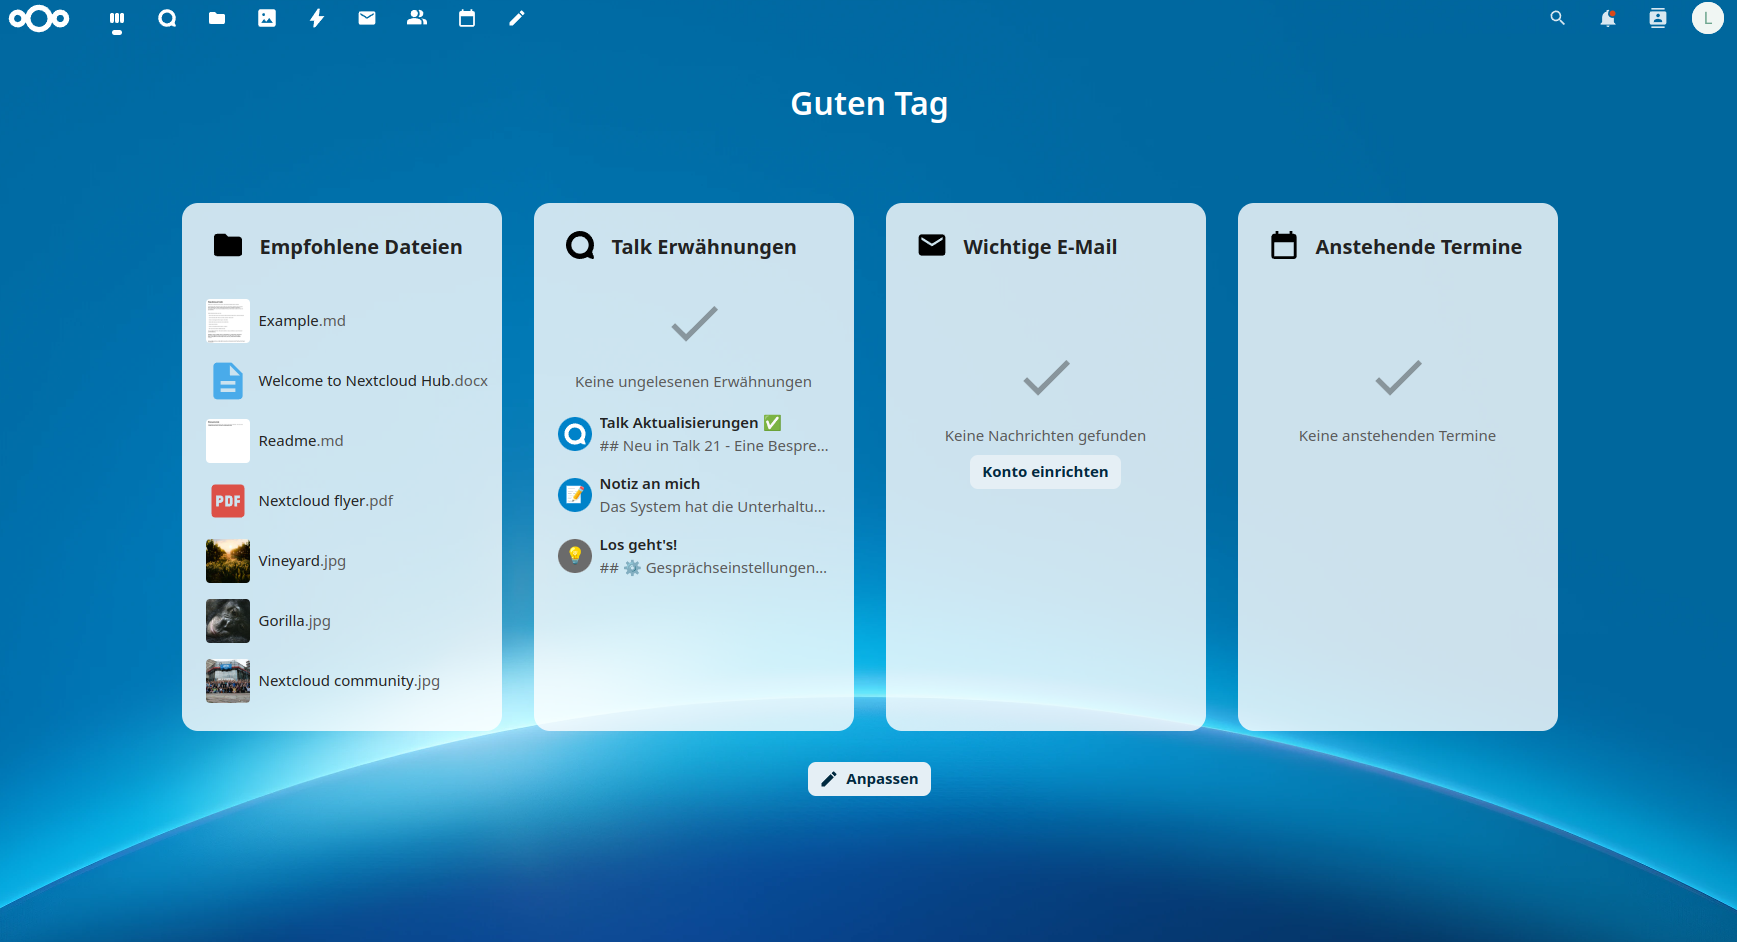 L
Guten Tag
Empfohlene Dateien
Example.md
Welcome to Nextcloud Hub.docx
Readme.md
PDF
Nextcloud flyer.pdf
Vineyard.jpg
Gorilla.jpg
Nextcloud community.jpg
Talk Erwähnungen
Keine ungelesenen Erwähnungen
Talk Aktualisierungen ✅
## Neu in Talk 21 - Eine Bespre…
Notiz an mich
Das System hat die Unterhaltu…
Los geht's!
## ⚙️ Gesprächseinstellungen…
Wichtige E-Mail
Keine Nachrichten gefunden
Konto einrichten
Anstehende Termine
Keine anstehenden Termine
Anpassen